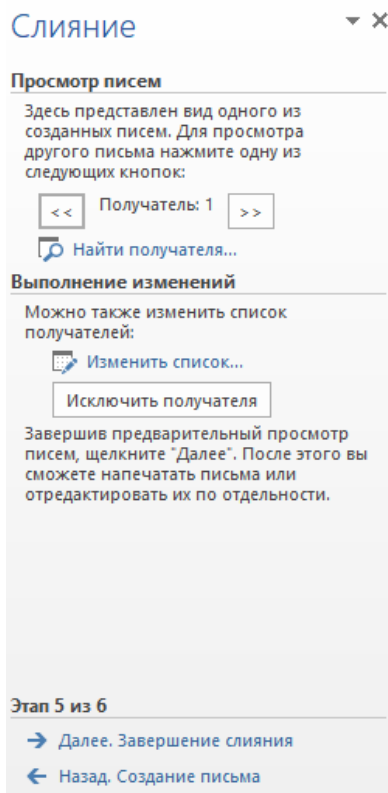 Слияние
Просмотр писем
Здесь представлен вид одного из
созданных писем. Для просмотра
другого письма нажмите одну из
следующих кнопок:
<< Получатель: 1 >>
Найти получателя...
Выполнение изменений
Можно также изменить список
получателей:
Изменить список...
Исключить получателя
Завершив предварительный просмотр
писем, щелкните "Далее". После этого вы
сможете напечатать письма или
отредактировать их по отдельности.
Этап 5 из 6
Далее. Завершение слияния
Назад. Создание письма